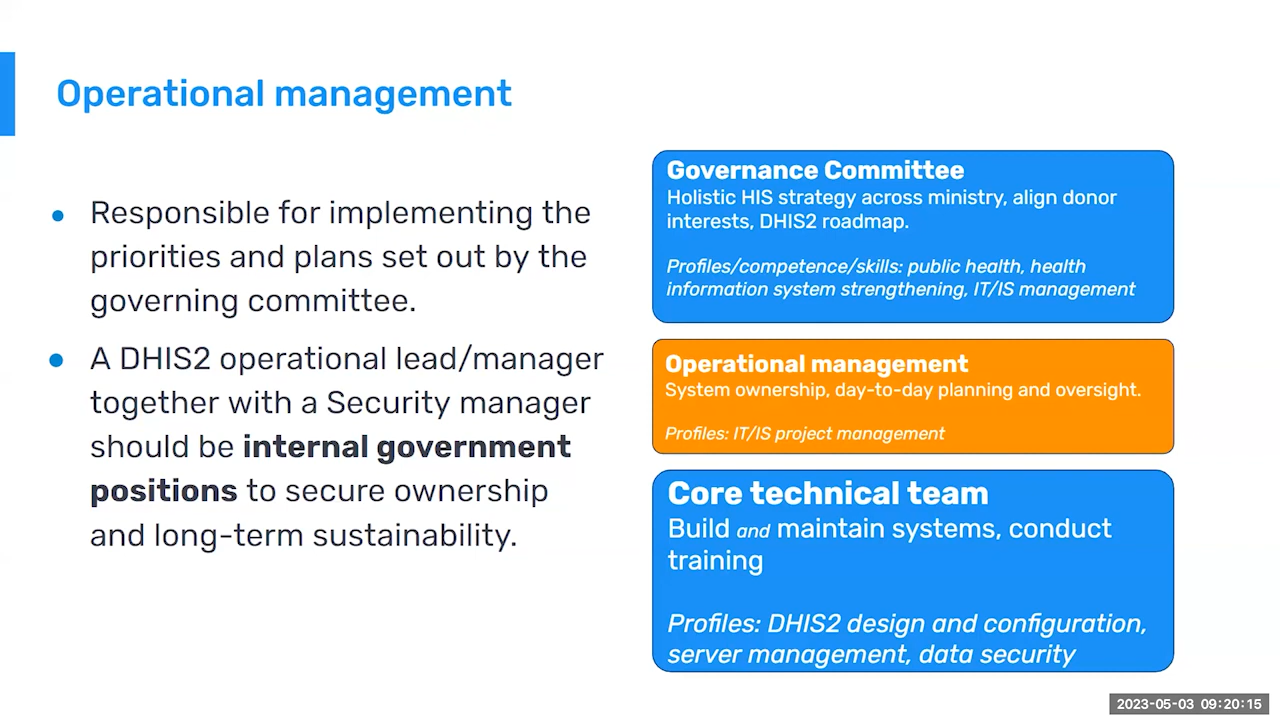 Operational management
Responsible for implementing the
priorities and plans set out by the
governing committee.
A DHIS2 operational lead/manager
together with a Security manager
should be internal government
positions to secure ownership
and long-term sustainability.
Governance Committee
Holistic HIS strategy across ministry, align donor
interests, DHIS2 roadmap.
Profiles/competence/skills: public health, health
information system strengthening, IT/IS management
Operational management
System ownership, day-to-day planning and oversight.
Profiles: IT/IS project management
Core technical team
Build and maintain systems, conduct
training
Profiles: DHIS2 design and configuration,
server management, data security
2023-05-03 09:20:15